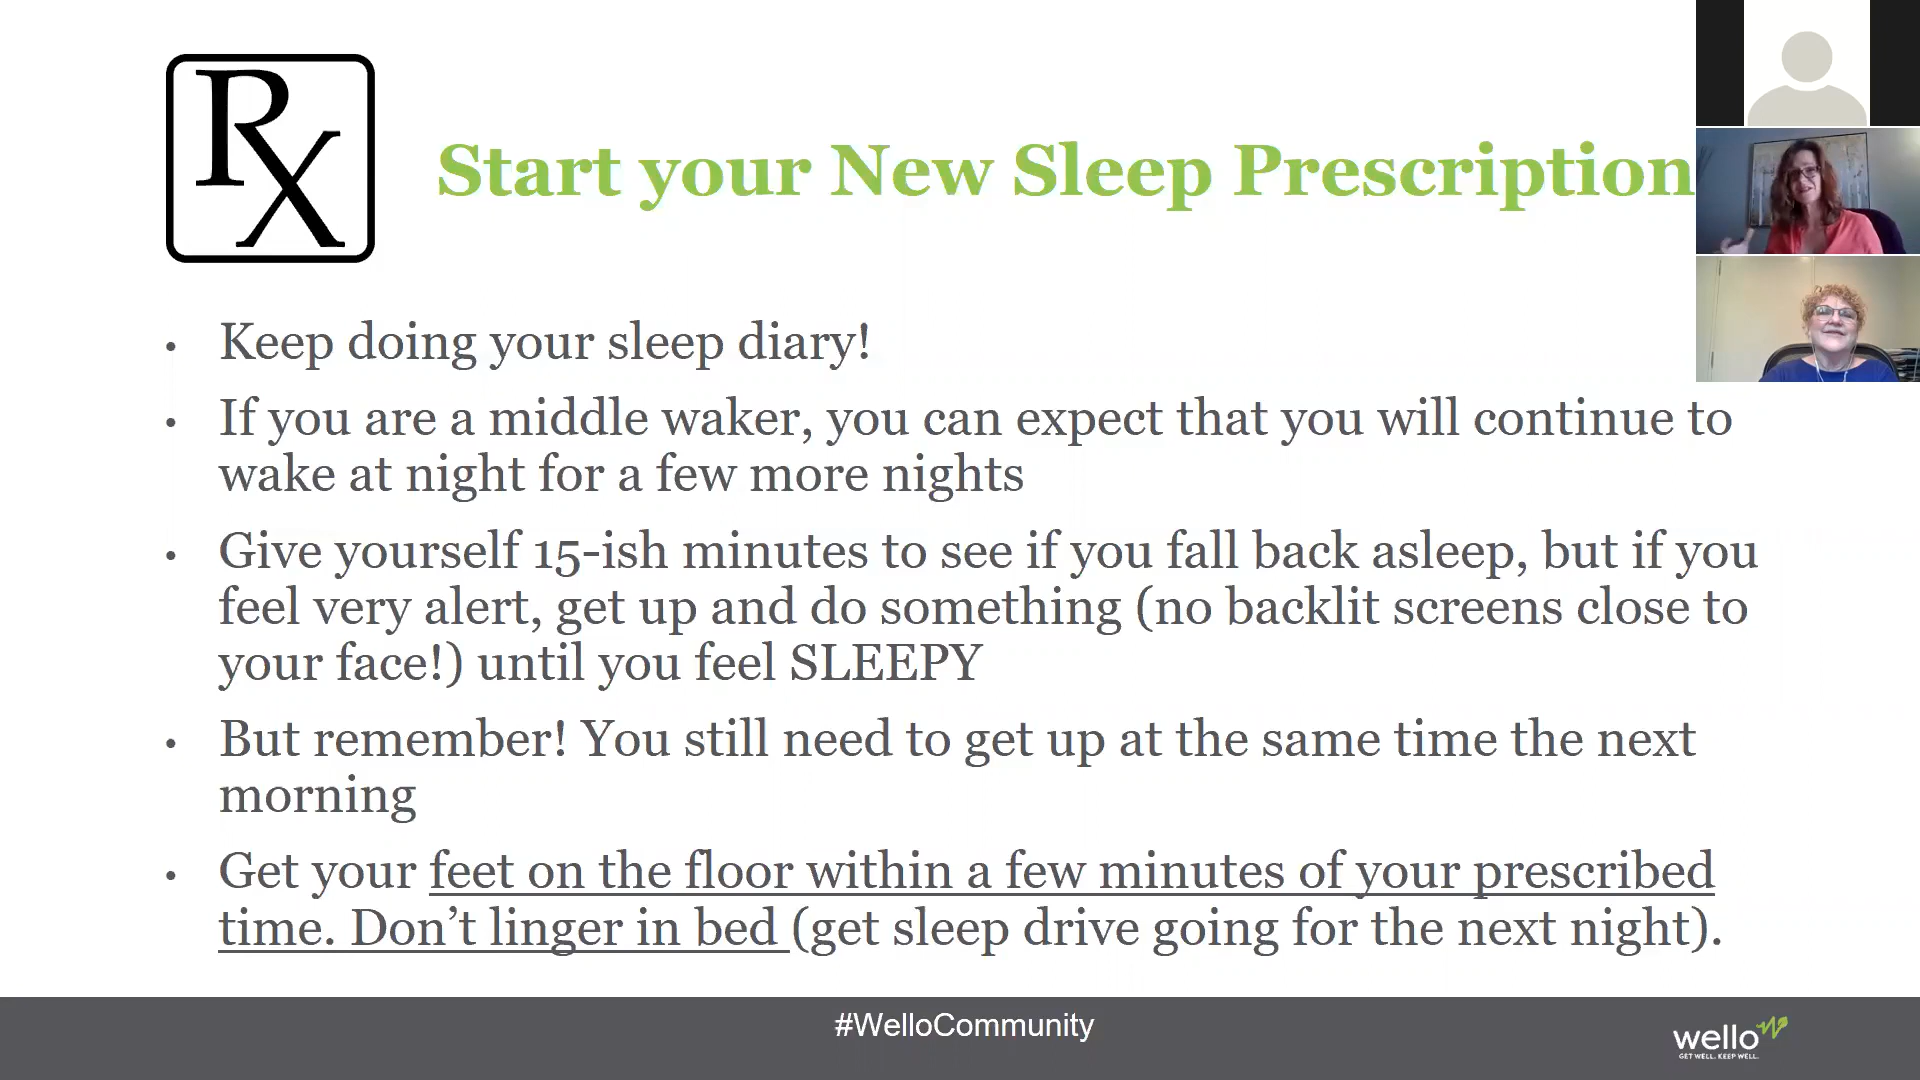 RX
Start your New Sleep Prescription
• Keep doing your sleep diary!
• If you are a middle waker, you can expect that you will continue to
wake at night for a few more nights
• Give yourself 15-ish minutes to see if you fall back asleep, but if you
feel very alert, get up and do something (no backlit screens close to
your face!) until you feel SLEEPY
• But remember! You still need to get up at the same time the next
morning
• Get your feet on the floor within a few minutes of your prescribed
time. Don’t linger in bed (get sleep drive going for the next night).
#WelloCommunity
wello
GET WELL. KEEP WELL.